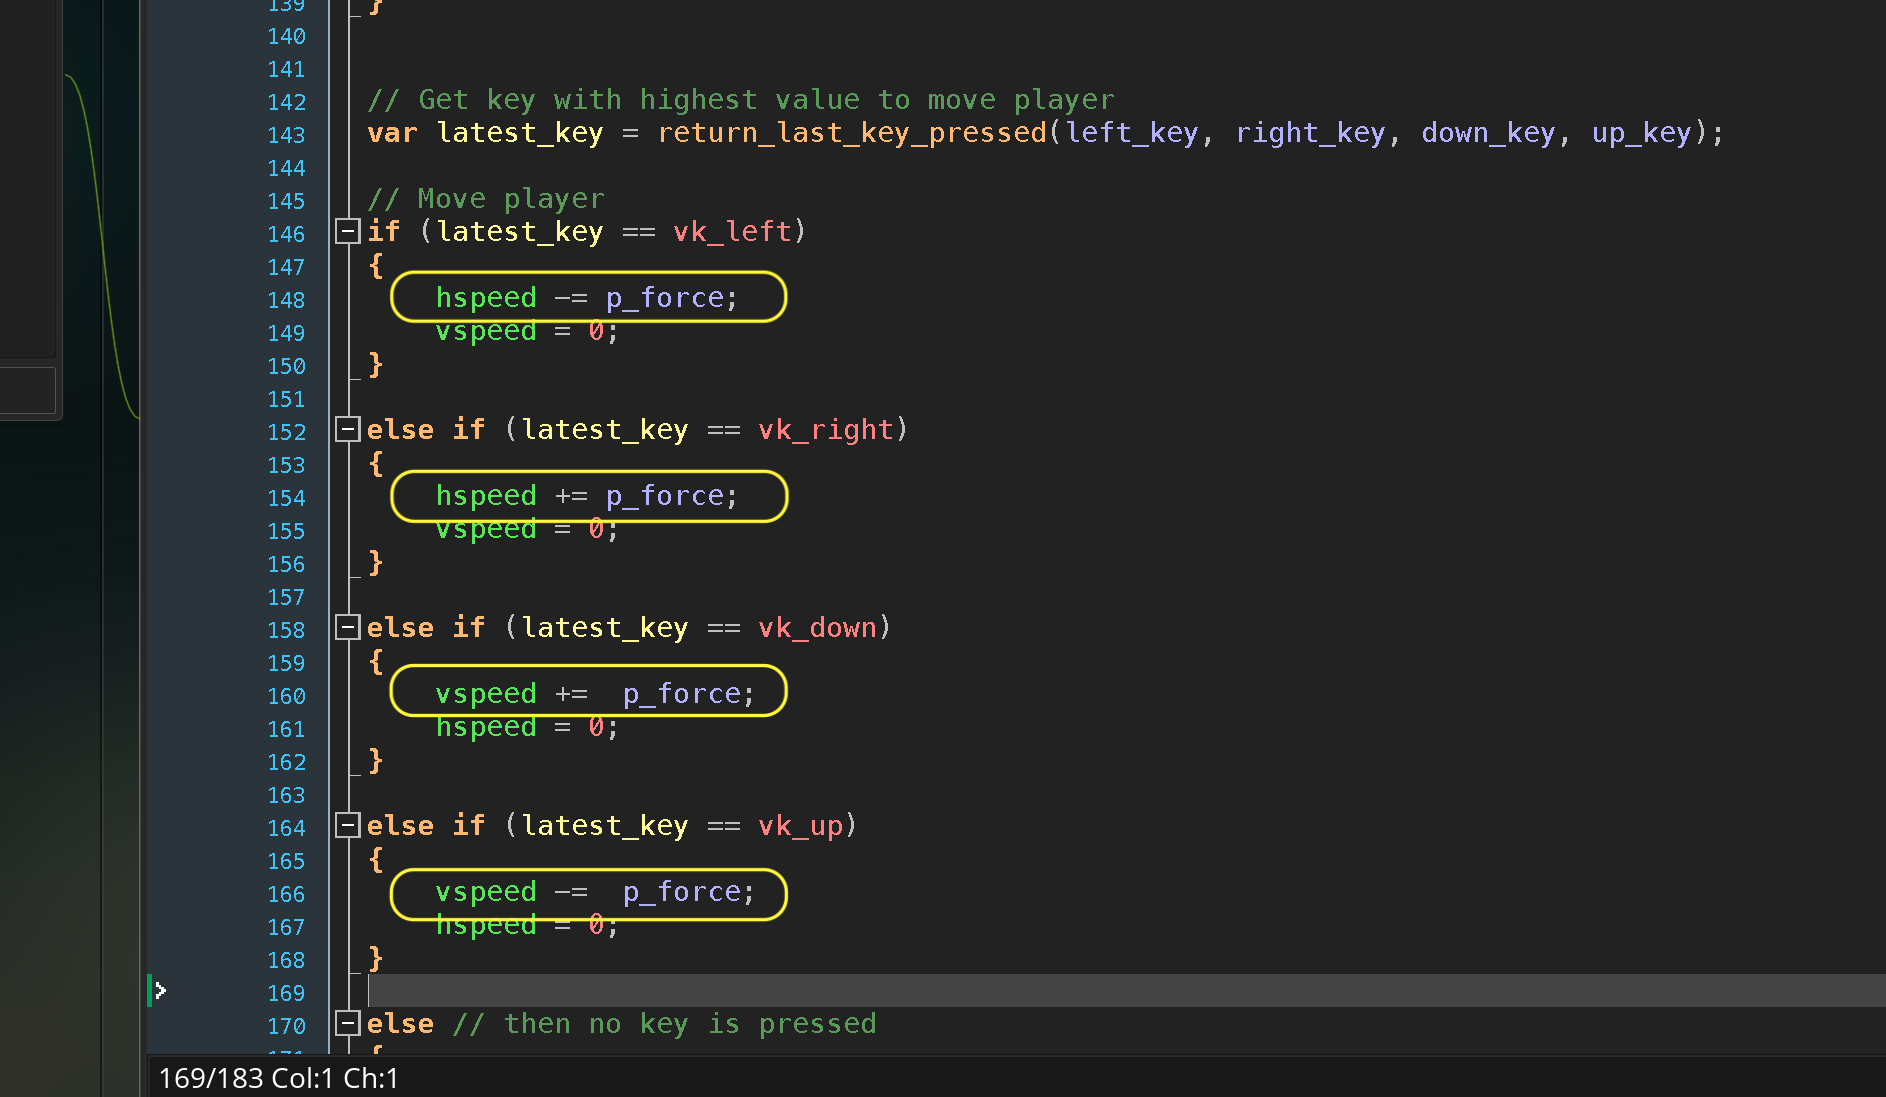 139 }
140
141
142 // Get key with highest value to move player
143 var latest_key = return_last_key_pressed(left_key, right_key, down_key, up_key);
144
145 // Move player
146 if (latest_key == vk_left)
147 {
148 hspeed -= p_force;
149 vspeed = 0;
150 }
151
152 else if (latest_key == vk_right)
153 {
154 hspeed += p_force;
155 vspeed = 0;
156 }
157
158 else if (latest_key == vk_down)
159 {
160 vspeed +=  p_force;
161 hspeed = 0;
162 }
163
164 else if (latest_key == vk_up)
165 {
166 vspeed -=  p_force;
167 hspeed = 0;
168 }
169
170 else // then no key is pressed
171 {
169/183 Col:1 Ch:1